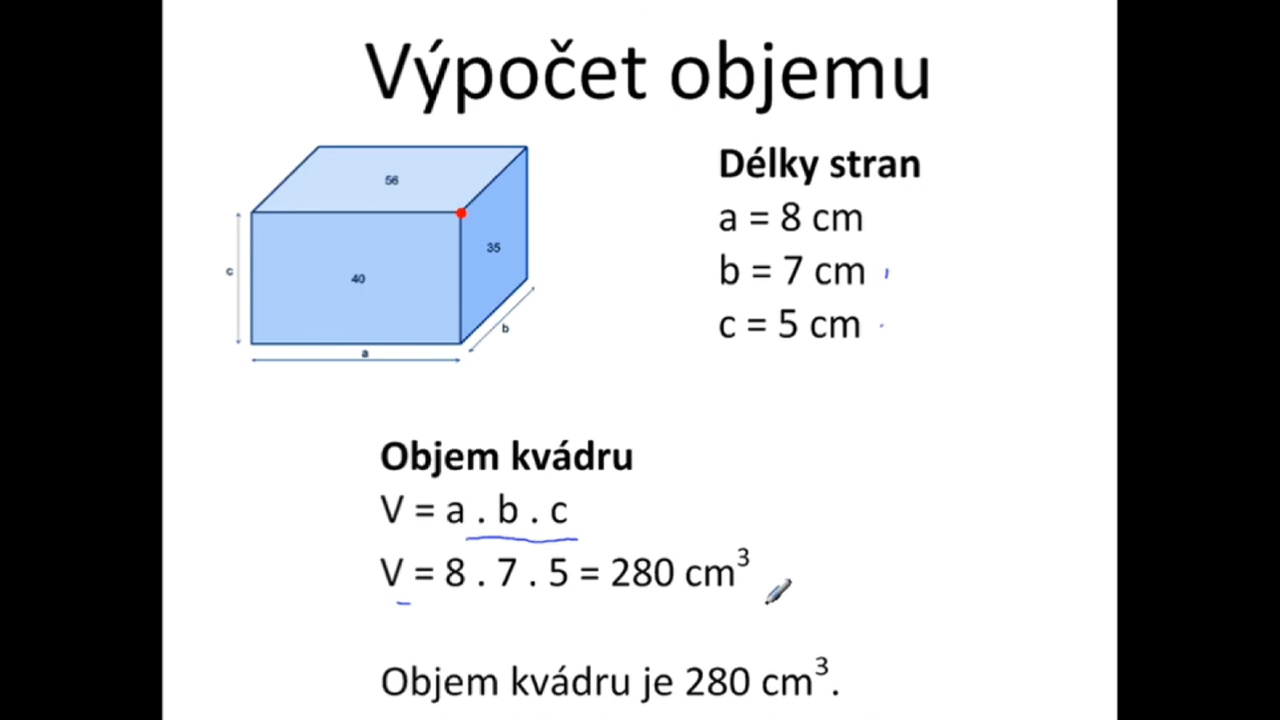 Výpočet objemu
56
40
35
c
b
a
Délky stran
a = 8 cm
b = 7 cm
c = 5 cm
Objem kvádru
V = a . b . c
V = 8 . 7 . 5 = 280 cm³
Objem kvádru je 280 cm³.